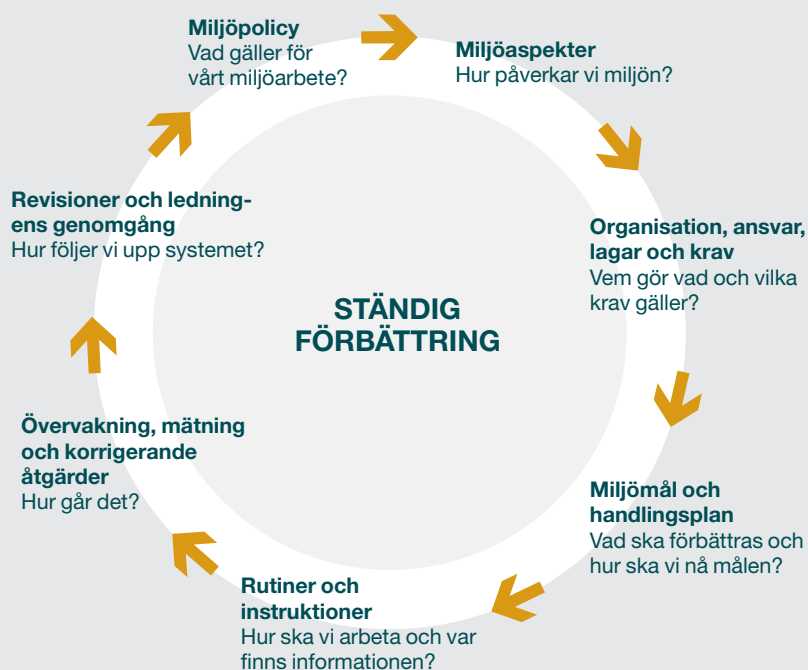 Miljöpolicy
Vad gäller för
vårt miljöarbete?
Miljöaspekter
Hur påverkar vi miljön?
Organisation, ansvar,
lagar och krav
Vem gör vad och vilka
krav gäller?
Miljömål och
handlingsplan
Vad ska förbättras och
hur ska vi nå målen?
Rutiner och
instruktioner
Hur ska vi arbeta och var
finns informationen?
Övervakning, mätning
och korrigerande
åtgärder
Hur går det?
Revisioner och lednings-
ens genomgång
Hur följer vi upp systemet?
STÄNDIG
FÖRBÄTTRING